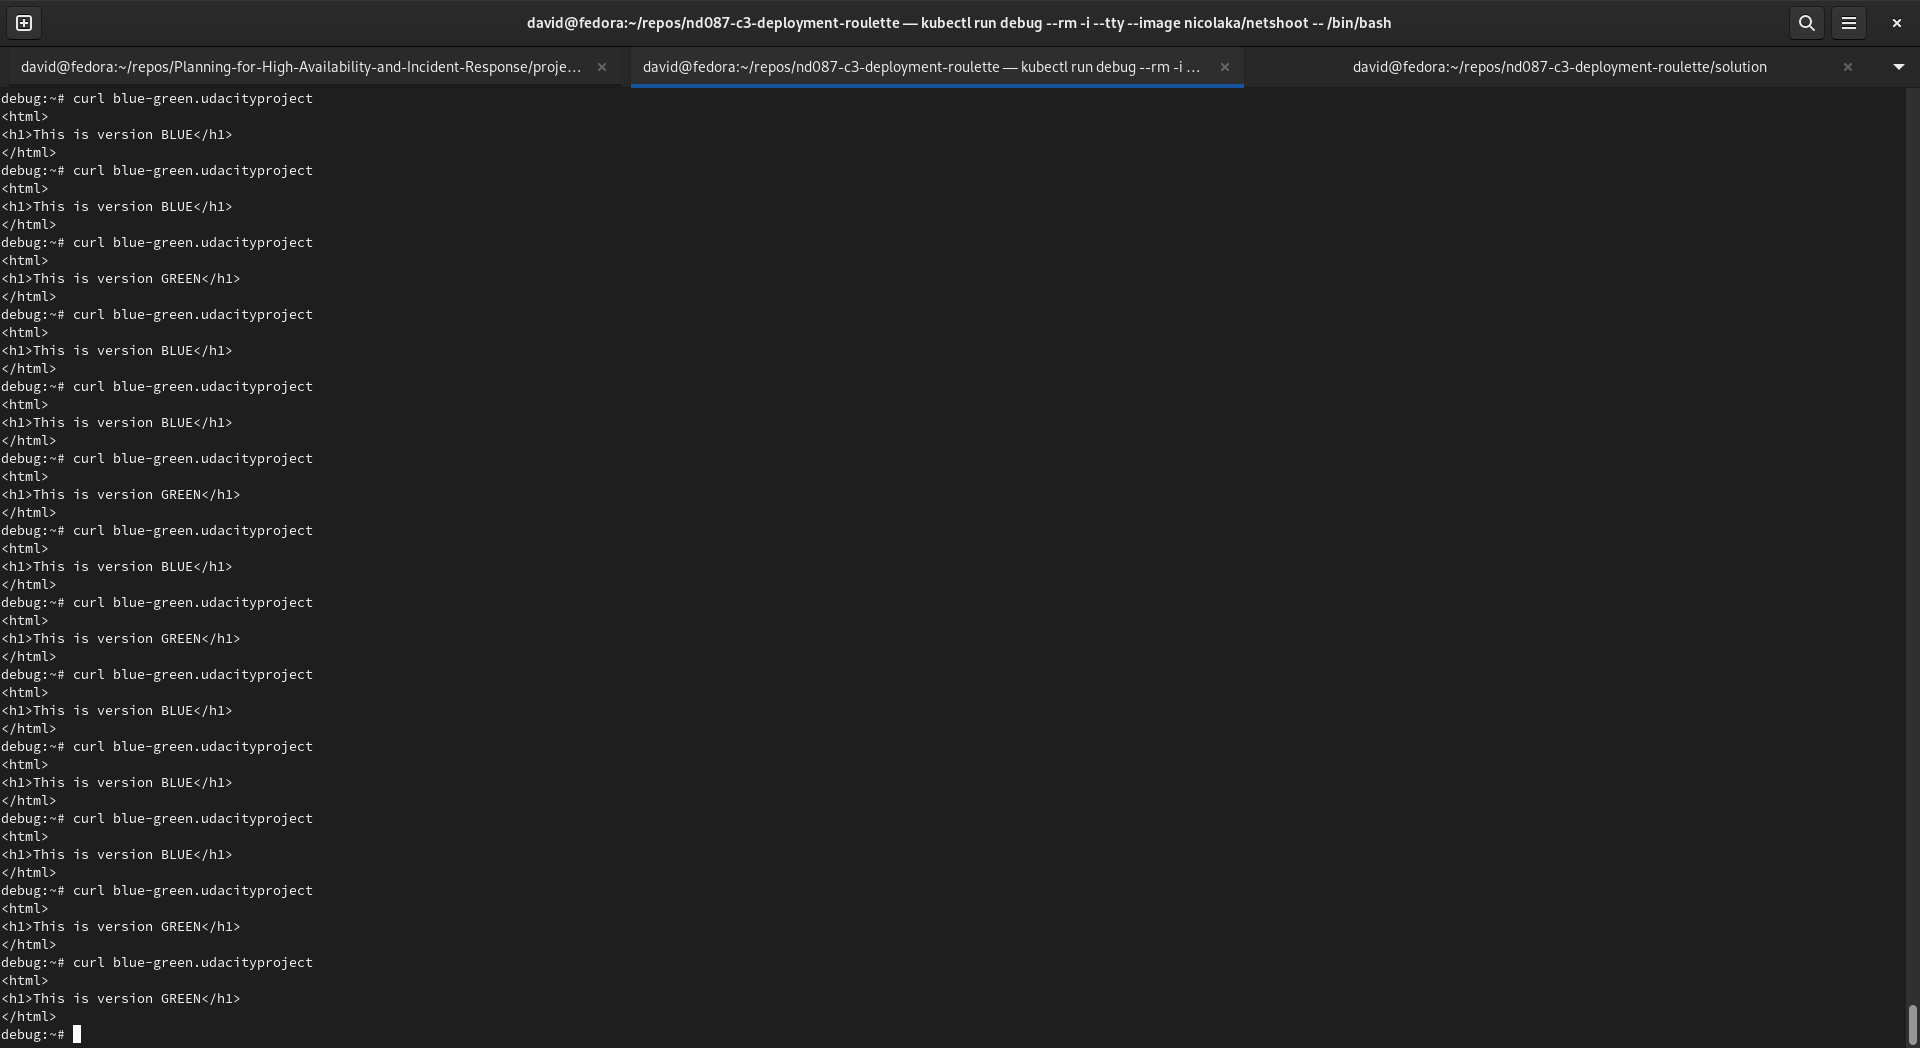 david@fedora:~/repos/nd087-c3-deployment-roulette — kubectl run debug --rm -i --tty --image nicolaka/netshoot -- /bin/bash
david@fedora:~/repos/Planning-for-High-Availability-and-Incident-Response/proje…
david@fedora:~/repos/nd087-c3-deployment-roulette — kubectl run debug --rm -i …
david@fedora:~/repos/nd087-c3-deployment-roulette/solution
debug:~# curl blue-green.udacityproject
<html>
<h1>This is version BLUE</h1>
</html>
debug:~# curl blue-green.udacityproject
<html>
<h1>This is version BLUE</h1>
</html>
debug:~# curl blue-green.udacityproject
<html>
<h1>This is version GREEN</h1>
</html>
debug:~# curl blue-green.udacityproject
<html>
<h1>This is version BLUE</h1>
</html>
debug:~# curl blue-green.udacityproject
<html>
<h1>This is version BLUE</h1>
</html>
debug:~# curl blue-green.udacityproject
<html>
<h1>This is version GREEN</h1>
</html>
debug:~# curl blue-green.udacityproject
<html>
<h1>This is version BLUE</h1>
</html>
debug:~# curl blue-green.udacityproject
<html>
<h1>This is version GREEN</h1>
</html>
debug:~# curl blue-green.udacityproject
<html>
<h1>This is version BLUE</h1>
</html>
debug:~# curl blue-green.udacityproject
<html>
<h1>This is version BLUE</h1>
</html>
debug:~# curl blue-green.udacityproject
<html>
<h1>This is version BLUE</h1>
</html>
debug:~# curl blue-green.udacityproject
<html>
<h1>This is version GREEN</h1>
</html>
debug:~# curl blue-green.udacityproject
<html>
<h1>This is version GREEN</h1>
</html>
debug:~#